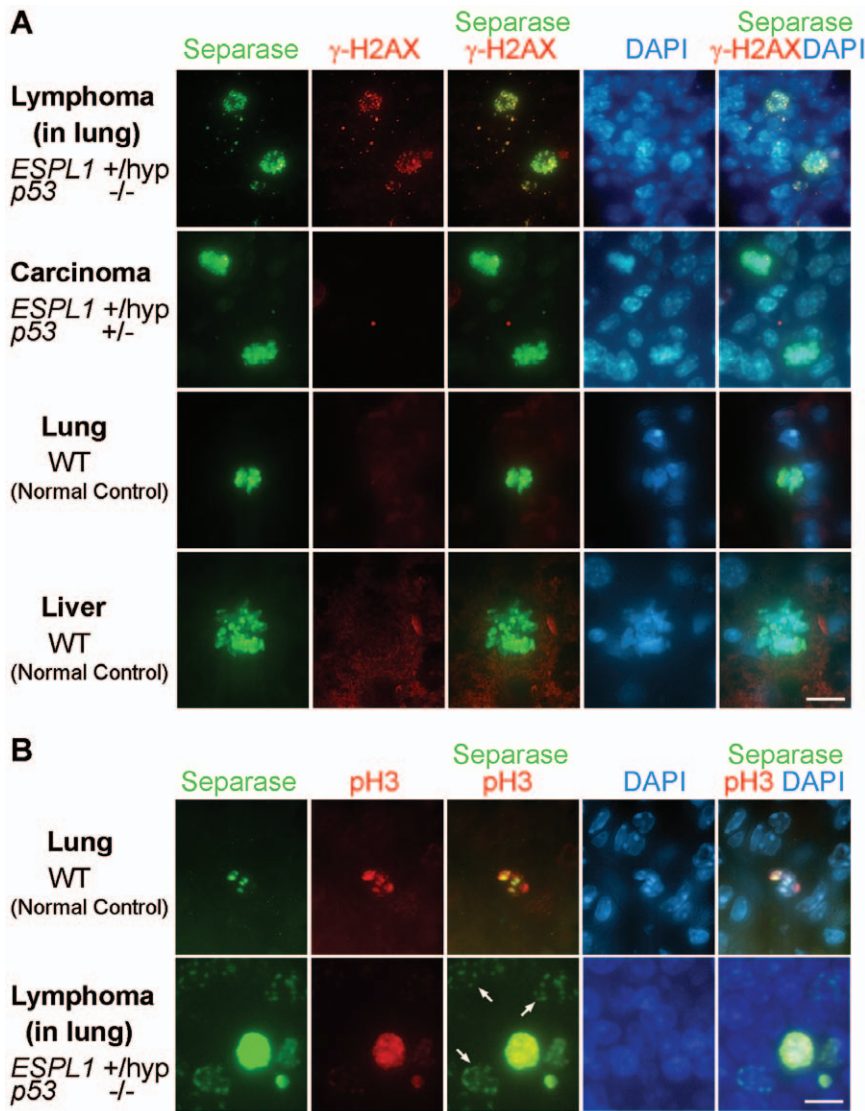 A
Separase γ-H2AX Separase γ-H2AX DAPI Separase γ-H2AX DAPI
Lymphoma
(in lung)
ESPL1 +/hyp
p53 -/-
Carcinoma
ESPL1 +/hyp
p53 +/-
Lung
WT
(Normal Control)
Liver
WT
(Normal Control)
B
Separase pH3 Separase pH3 DAPI Separase pH3 DAPI
Lung
WT
(Normal Control)
Lymphoma
(in lung)
ESPL1 +/hyp
p53 -/-